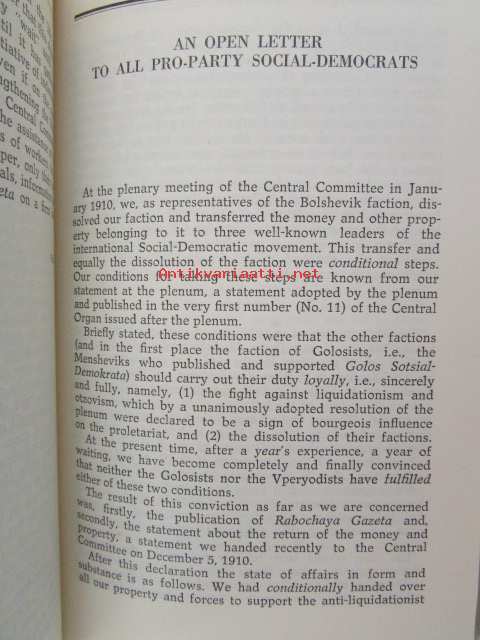 AN OPEN LETTER
TO ALL PRO-PARTY SOCIAL-DEMOCRATS
At the plenary meeting of the Central Committee in Janu-
ary 1910, we, as representatives of the Bolshevik faction, dis-
solved our faction and transferred the money and other prop-
erty belonging to it to three well-known leaders of the
international Social-Democratic movement. This transfer and
equally the dissolution of the faction were conditional steps.
Our conditions for taking these steps are known from our
Antikvariaatti.net
statement at the plenum, a statement adopted by the plenum
and published in the very first number (No. 11) of the Central
Organ issued after the plenum.
Briefly stated, these conditions were that the other factions
(and in the first place the faction of Golosists, i.e., the
Mensheviks who published and supported Golos Sotsial-
Demokrata) should carry out their duty loyally, i.e., sincerely
and fully, namely, (1) the fight against liquidationism and
otzovism, which by a unanimously adopted resolution of the
plenum were declared to be a sign of bourgeois influence
on the proletariat, and (2) the dissolution of their factions.
At the present time, after a year's experience, a year of
waiting, we have become completely and finally convinced
that neither the Golosists nor the Vperyodists have fulfilled
either of these two conditions.
The result of this conviction as far as we are concerned
was, firstly, the publication of Rabochaya Gazeta and,
secondly, the statement about the return of the money and
property, a statement we handed recently to the Central
Committee on December 5, 1910.
After this declaration the state of affairs in form and
substance is as follows. We had conditionally handed over
all our property and forces to support the anti-liquidationist